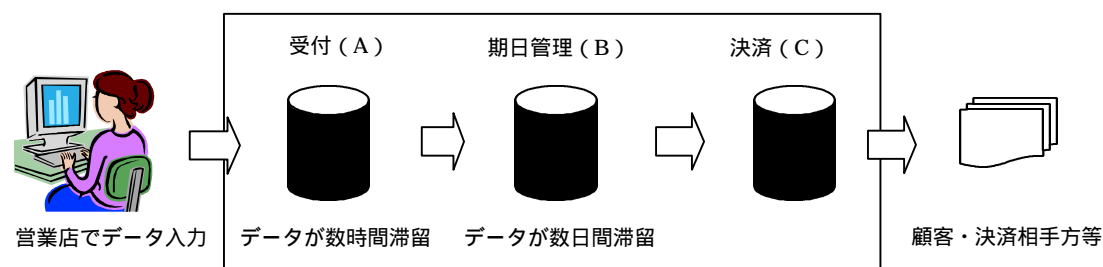 受付(A)
期日管理(B)
決済(C)
営業店でデータ入力
データが数時間滞留
データが数日間滞留
顧客・決済相手方等